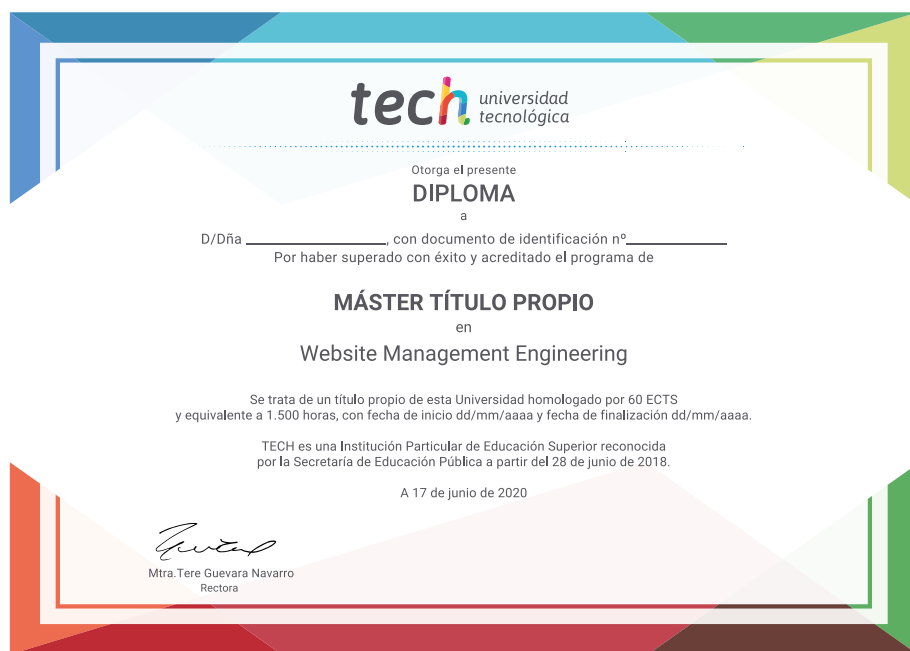 tech universidad
tecnológica
Otorga el presente
DIPLOMA
a
D/Dña ______________, con documento de identificación nº__________
Por haber superado con éxito y acreditado el programa de
MÁSTER TÍTULO PROPIO
en
Website Management Engineering
Se trata de un título propio de esta Universidad homologado por 60 ECTS
y equivalente a 1.500 horas, con fecha de inicio dd/mm/aaaa y fecha de finalización dd/mm/aaaa.
TECH es una Institución Particular de Educación Superior reconocida
por la Secretaría de Educación Pública a partir del 28 de junio de 2018.
A 17 de junio de 2020
Mtra.Tere Guevara Navarro
Rectora